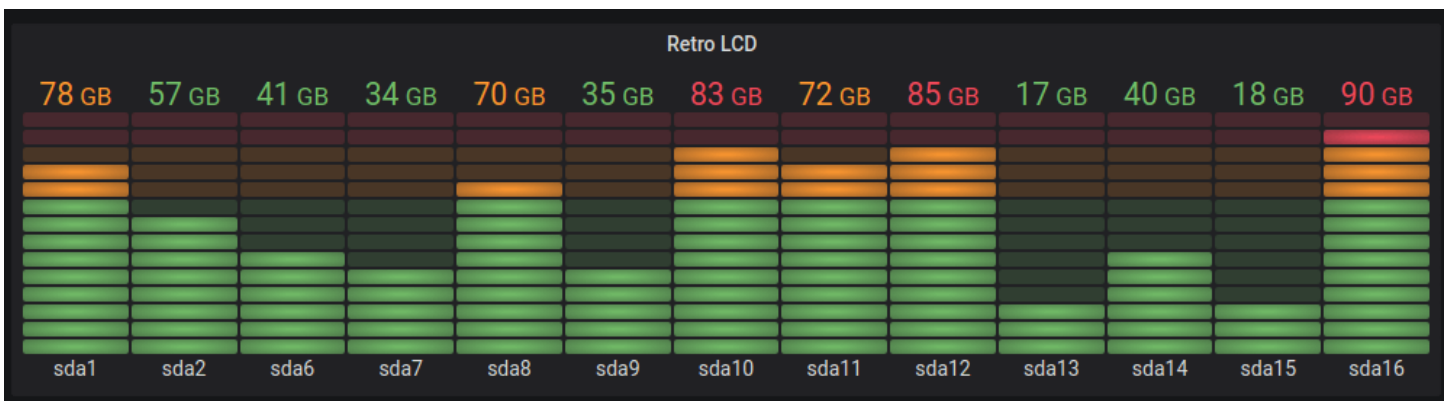 Retro LCD
78 GB 57 GB 41 GB 34 GB 70 GB 35 GB 83 GB 72 GB 85 GB 17 GB 40 GB 18 GB 90 GB
sda1 sda2 sda6 sda7 sda8 sda9 sda10 sda11 sda12 sda13 sda14 sda15 sda16